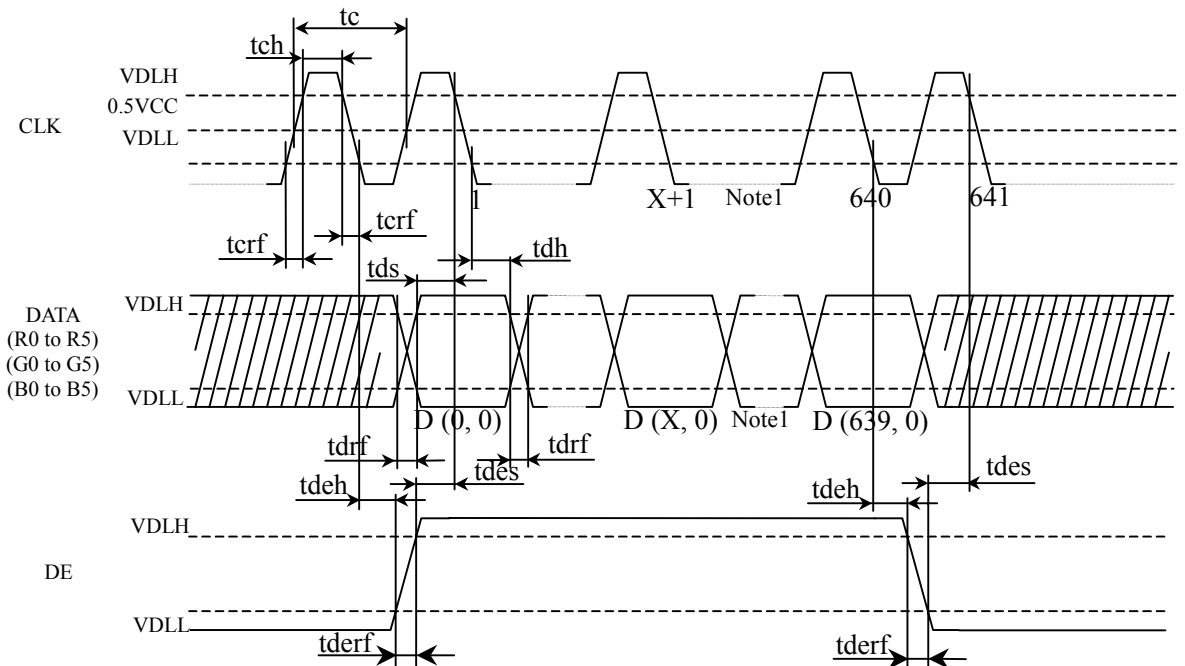 tc
tch
VDLH
0.5VCC
CLK
VDLL
1
X+1
Note1
640
641
tcrf
tcrf
tds
tdh
DATA
(R0 to R5)
(G0 to G5)
(B0 to B5)
VDLH
VDLL
D (0, 0)
D (X, 0)
Note1
D (639, 0)
tdrf
tdrf
tdeh
tdes
tdeh
tdes
VDLH
DE
VDLL
tderf
tderf